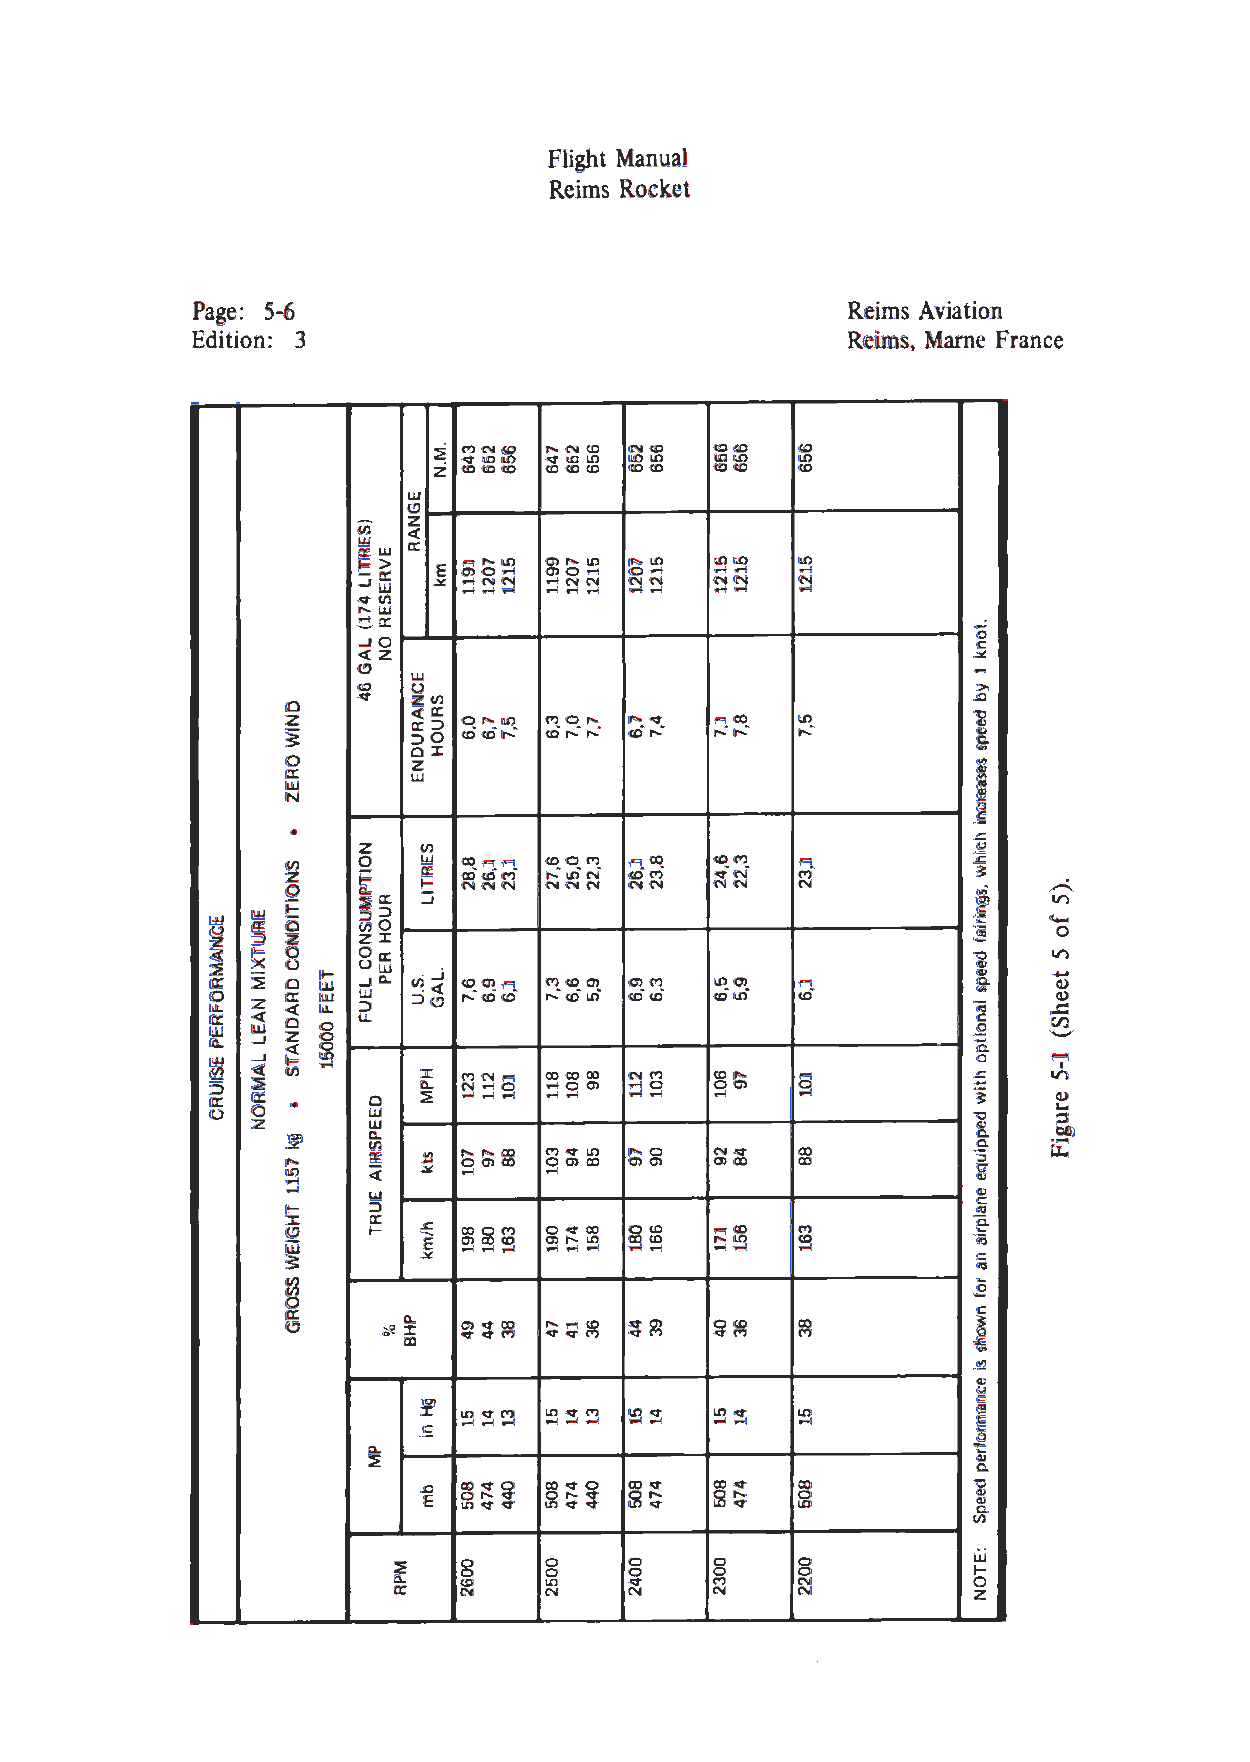 Flight Manual
Reims Rocket
Page: 5-6
Reims Aviation
Edition: 3
Reims, Marne France
CRUISE PERFORMANCE
NORMAL LEAN MIXTURE
GROSS WEIGHT 1157 kg • STANDARD CONDITIONS • ZERO WIND
15000 FEET
RPM MP % BHP TRUE AIRSPEED FUEL CONSUMPTION PER HOUR 46 GAL (174 LITRES) NO RESERVE
mb in Hg km/h kts MPH U.S. GAL. LITRES ENDURANCE HOURS RANGE km N.M.
2600 508 15 49 198 107 123 7,6 28,8 6,0 1191 643
474 14 44 180 97 112 6,9 26,1 6,7 1207 652
440 13 38 163 88 101 6,1 23,1 7,5 1215 656
2500 508 15 47 190 103 118 7,3 27,6 6,3 1199 647
474 14 41 174 94 108 6,6 25,0 7,0 1207 652
440 13 36 158 85 98 5,9 22,3 7,7 1215 656
2400 508 15 44 180 97 112 6,9 26,1 6,7 1207 652
474 14 39 166 90 103 6,3 23,8 7,4 1215 656
2300 508 15 40 171 92 106 6,5 24,6 7,1 1215 656
474 14 36 156 84 97 5,9 22,3 7,8 1215 656
2200 508 15 38 163 88 101 6,1 23,1 7,5 1215 656
NOTE: Speed performance is shown for an airplane equipped with optional speed fairings, which increases speed by 1 knot.
Figure 5-1 (Sheet 5 of 5).